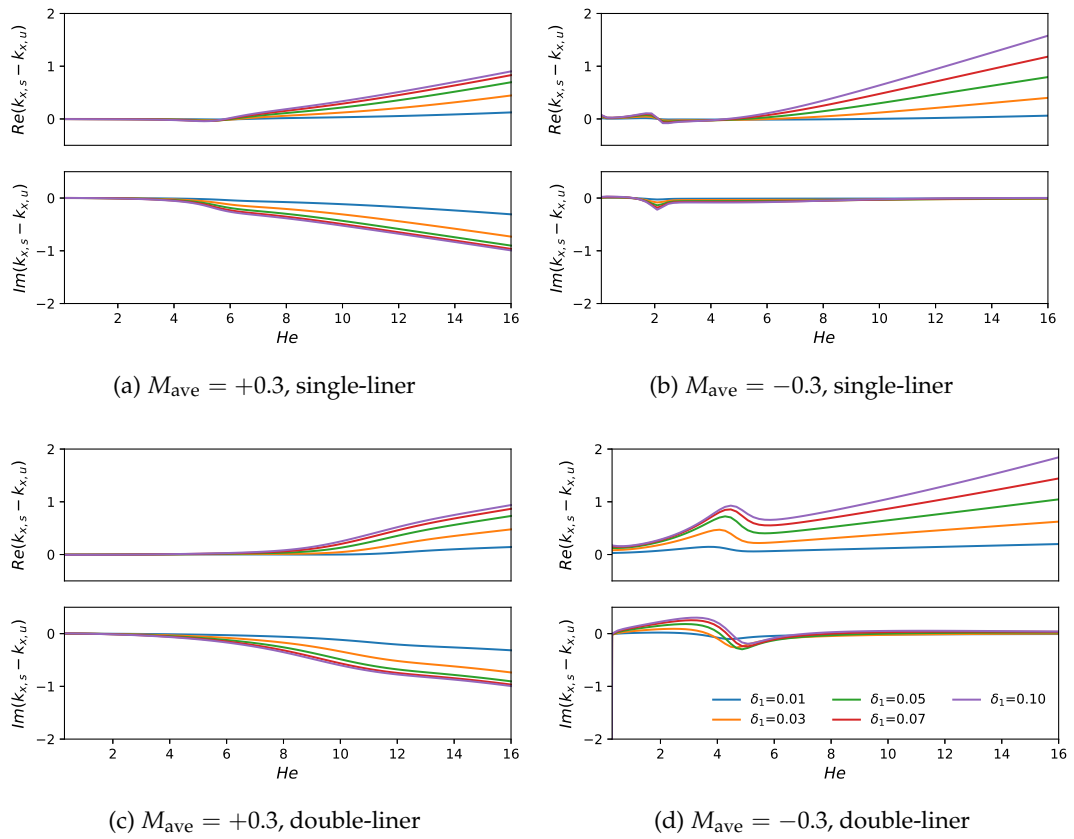 2
1
0
Re(k_{x,s} − k_{x,u})
0
−1
−2
Im(k_{x,s} − k_{x,u})
2 4 6 8 10 12 14 16
He
(a) M_ave = +0.3, single-liner
2
1
0
Re(k_{x,s} − k_{x,u})
0
−1
−2
Im(k_{x,s} − k_{x,u})
2 4 6 8 10 12 14 16
He
(b) M_ave = −0.3, single-liner
2
1
0
Re(k_{x,s} − k_{x,u})
0
−1
−2
Im(k_{x,s} − k_{x,u})
2 4 6 8 10 12 14 16
He
(c) M_ave = +0.3, double-liner
2
1
0
Re(k_{x,s} − k_{x,u})
0
−1
−2
Im(k_{x,s} − k_{x,u})
δ₁=0.01 δ₁=0.05 δ₁=0.10
δ₁=0.03 δ₁=0.07
2 4 6 8 10 12 14 16
He
(d) M_ave = −0.3, double-liner